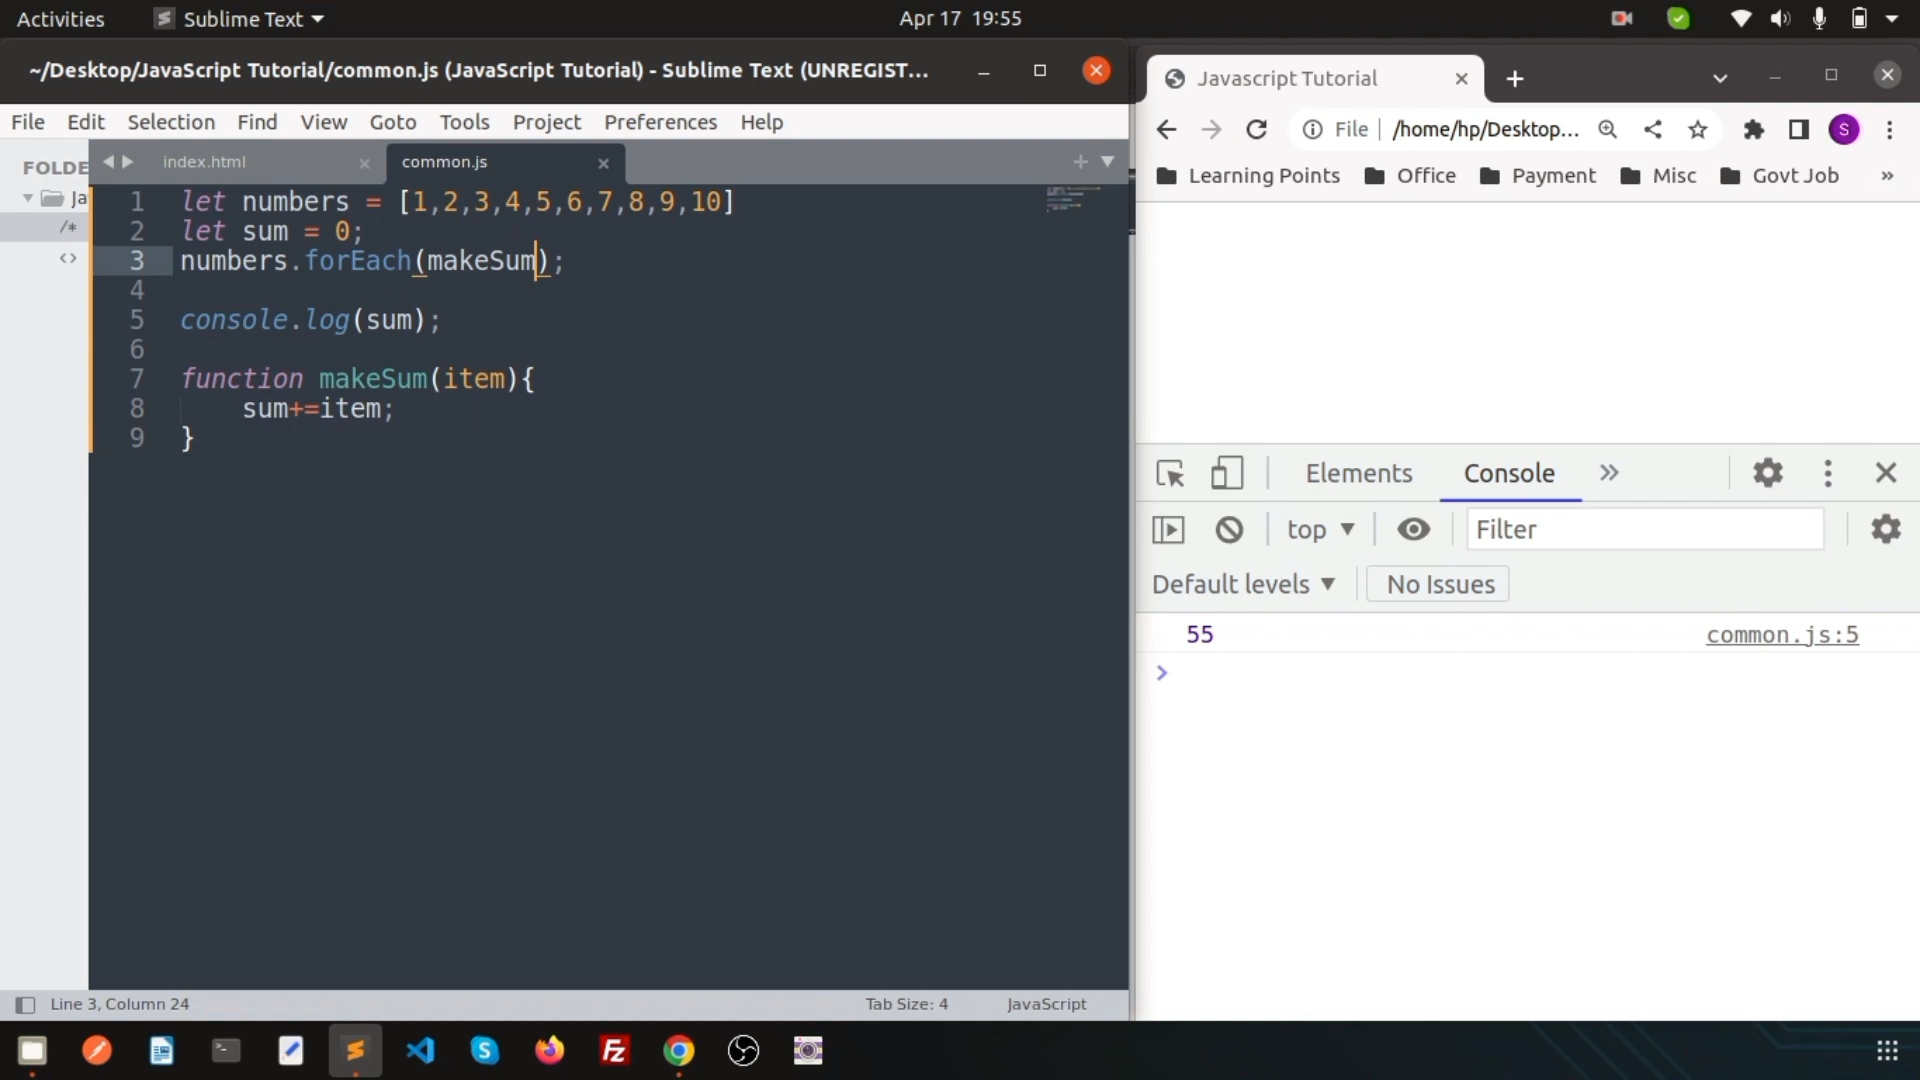 Activities Sublime Text Apr 17 19:55
~/Desktop/JavaScript Tutorial/common.js (JavaScript Tutorial) - Sublime Text (UNREGIST...
File Edit Selection Find View Goto Tools Project Preferences Help
FOLDE
Ja
/*
<>
index.html common.js
1 let numbers = [1,2,3,4,5,6,7,8,9,10]
2 let sum = 0;
3 numbers.forEach(makeSum);
4
5 console.log(sum);
6
7 function makeSum(item){
8 sum+=item;
9 }
Line 3, Column 24 Tab Size: 4 JavaScript
Javascript Tutorial
File /home/hp/Desktop... S
Learning Points Office Payment Misc Govt Job »
Elements Console
top Filter
Default levels No Issues
55 common.js:5